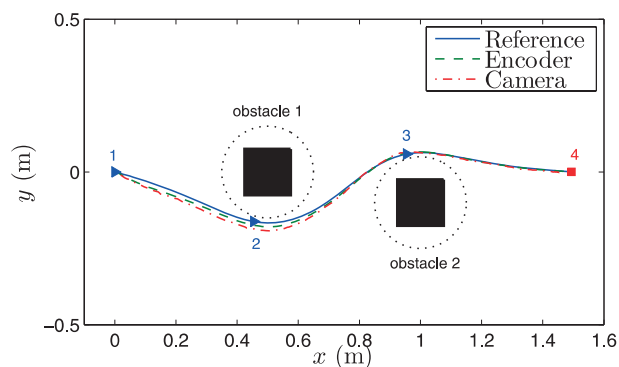 0.5
Reference
Encoder
Camera
obstacle 1
1
3
4
y (m)
0
2
obstacle 2
−0.5
0
0.2
0.4
0.6
0.8
1
1.2
1.4
1.6
x (m)